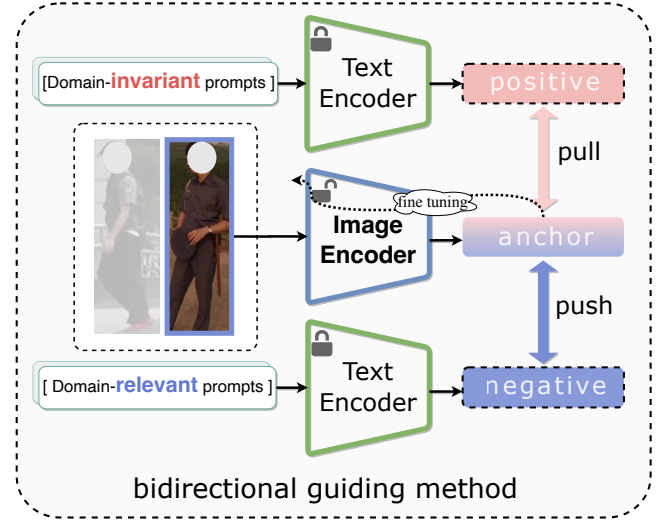 [Domain-invariant prompts ]
Text
Encoder
positive
pull
fine tuning
Image
Encoder
anchor
push
[ Domain-relevant prompts ]
Text
Encoder
negative
bidirectional guiding method